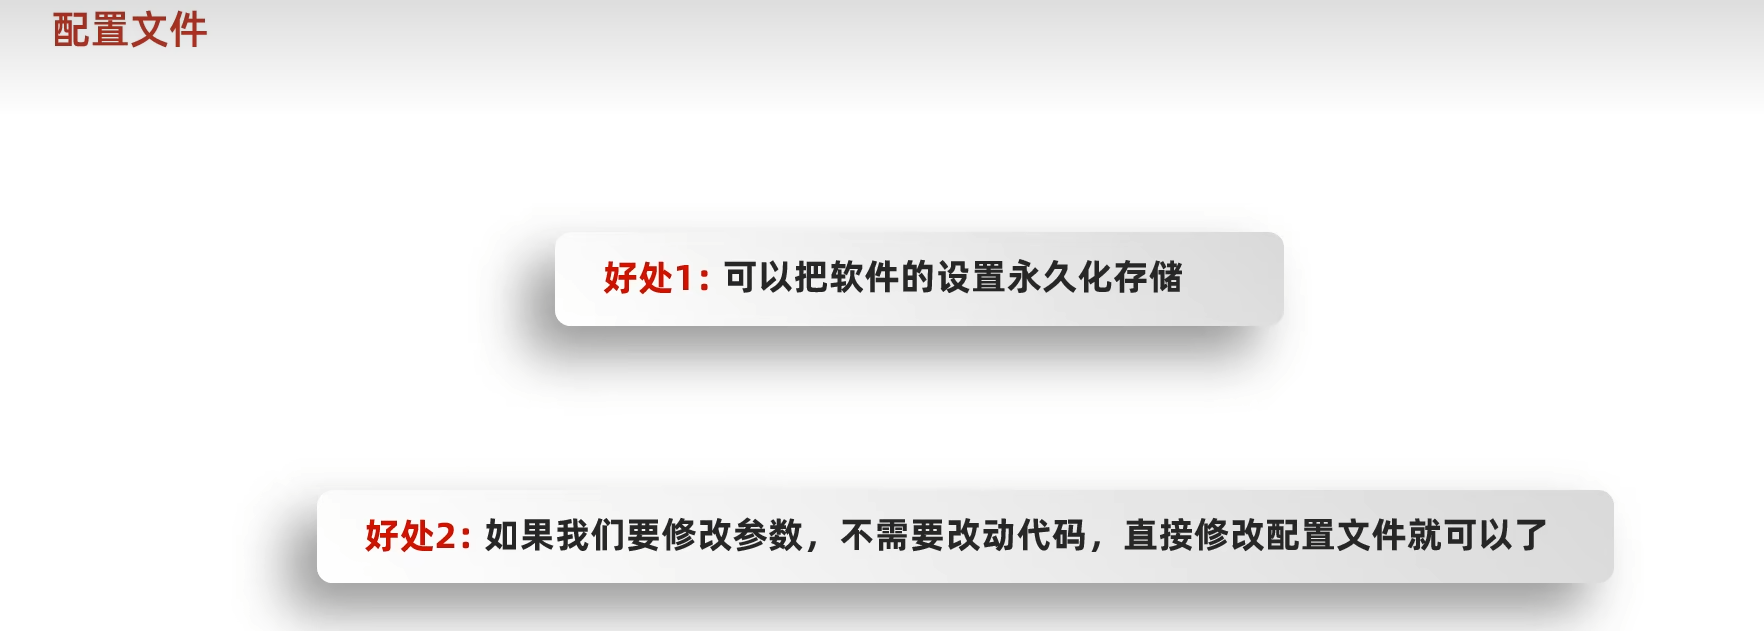 配置文件
好处1: 可以把软件的设置永久化存储
好处2: 如果我们要修改参数，不需要改动代码，直接修改配置文件就可以了